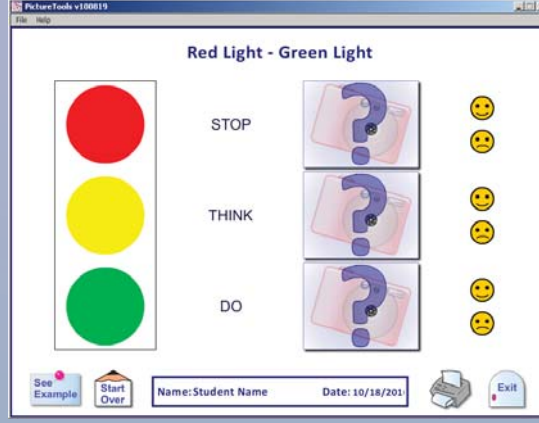 PictureTools v100819
File Help
Red Light - Green Light
STOP
THINK
DO
See
Example
Start
Over
Name: Student Name Date: 10/18/201
Exit